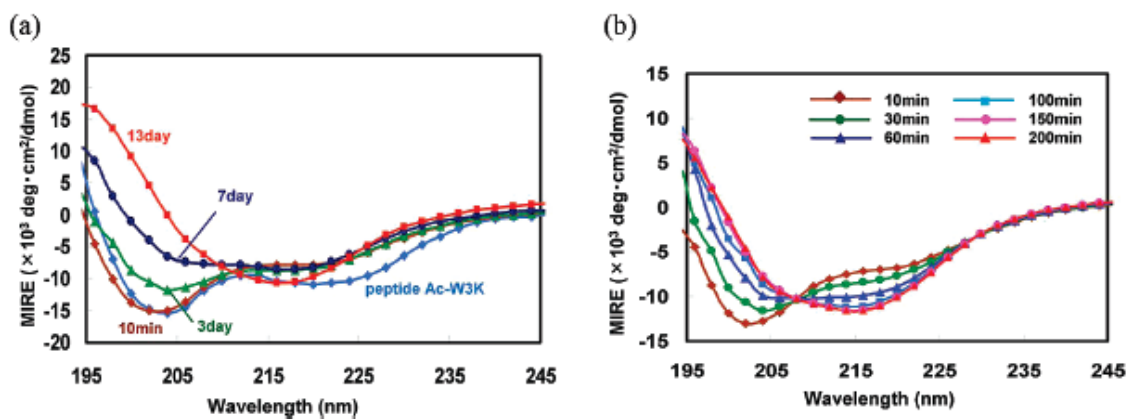 (a)
25
20
15
10
5
0
-5
-10
-15
-20
MIRE ( × 10³ deg·cm²/dmol)
13day
7day
10min
3day
peptide Ac-W3K
195 205 215 225 235 245
Wavelength (nm)
(b)
15
10
5
0
-5
-10
-15
MIRE ( × 10³ deg·cm²/dmol)
10min 100min
30min 150min
60min 200min
195 205 215 225 235 245
Wavelength (nm)